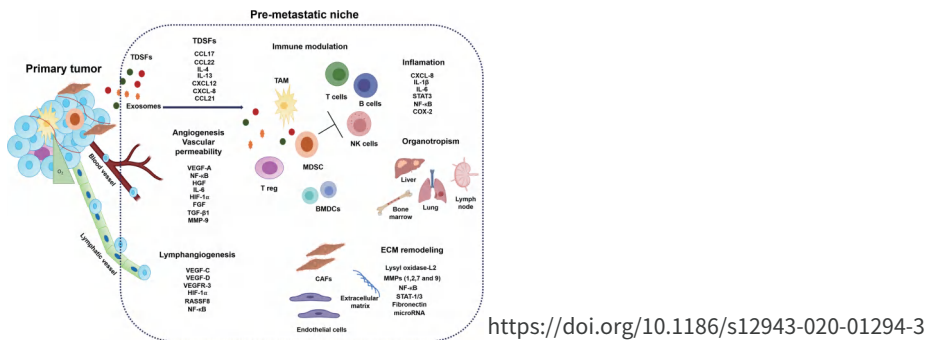 Pre-metastatic niche
Primary tumor
TDSFs
Exosomes
O₂
Blood vessel
Lymphatic vessel
TDSFs
CCL17
CCL22
IL-4
IL-13
CXCL12
CXCL-8
CCL21
Angiogenesis
Vascular
permeability
VEGF-A
NF-κB
HGF
IL-6
HIF-1α
FGF
TGF-β1
MMP-9
Lymphangiogenesis
VEGF-C
VEGF-D
VEGFR-3
HIF-1α
RASSF8
NF-κB
Immune modulation
TAM
T cells
B cells
NK cells
MDSC
T reg
BMDCs
CAFs
Extracellular
matrix
Endothelial cells
Inflamation
CXCL-8
IL-1β
IL-6
STAT3
NF-κB
COX-2
Organotropism
Liver
Bone
marrow
Lung
Lymph
node
ECM remodeling
Lysyl oxidase-L2
MMPs (1,2,7 and 9)
NF-κB
STAT-1/3
Fibronectin
microRNA
https://doi.org/10.1186/s12943-020-01294-3